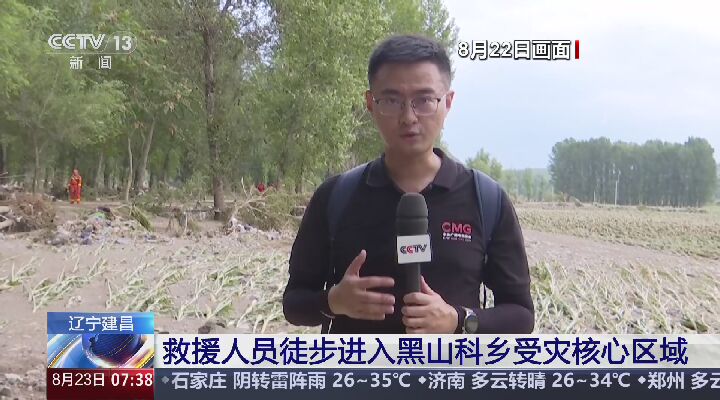 CCTV 13
新闻
8月22日画面
CMG
CCTV
辽宁建昌
救援人员徒步进入黑山科乡受灾核心区域
8月23日 07:38
石家庄 阴转雷阵雨 26~35℃ 济南 多云转晴 26~34℃ 郑州 多云